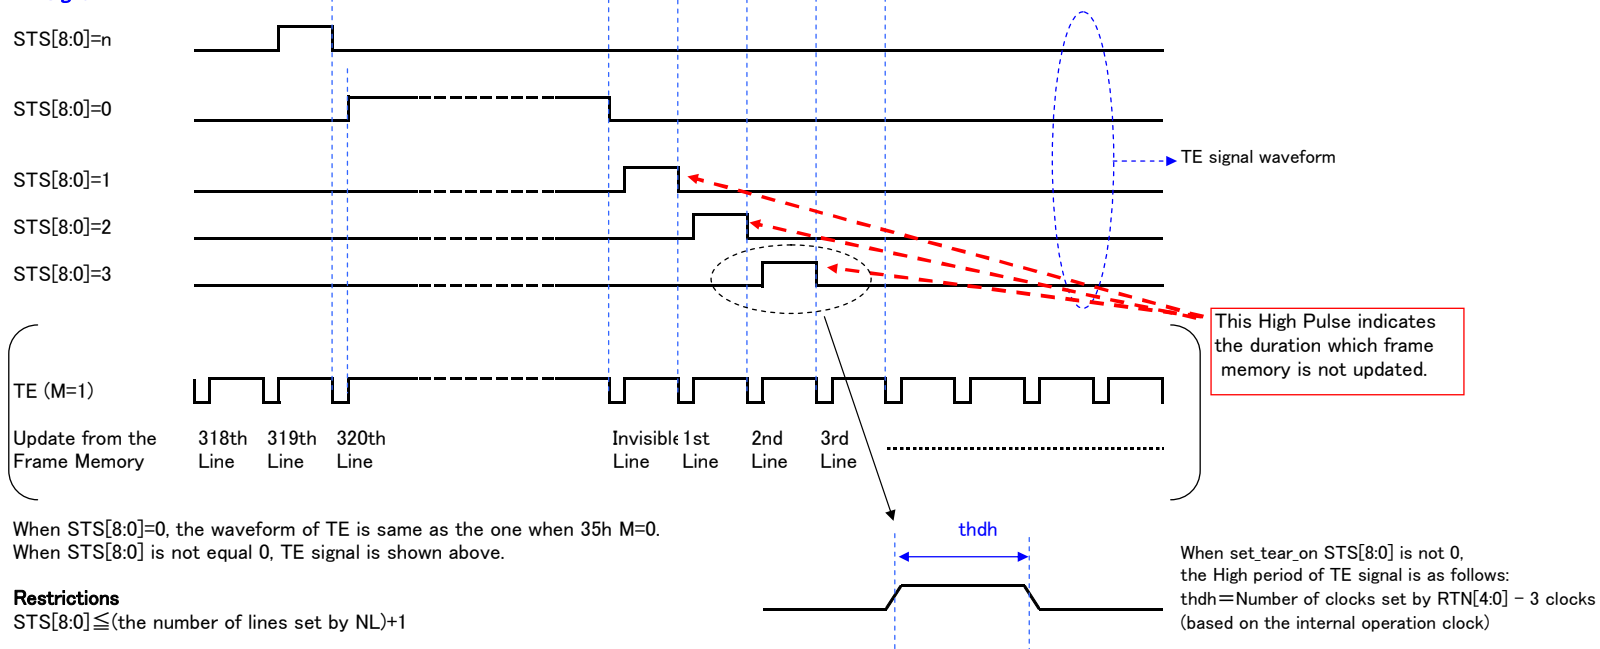 STS[8:0]=n
STS[8:0]=0
TE signal waveform
STS[8:0]=1
STS[8:0]=2
STS[8:0]=3
This High Pulse indicates
the duration which frame
memory is not updated.
TE (M=1)
Update from the
Frame Memory
318th
Line
319th
Line
320th
Line
Invisible
Line
1st
Line
2nd
Line
3rd
Line
When STS[8:0]=0, the waveform of TE is same as the one when 35h M=0.
When STS[8:0] is not equal 0, TE signal is shown above.
Restrictions
STS[8:0]≦(the number of lines set by NL)+1
thdh
When set_tear_on STS[8:0] is not 0,
the High period of TE signal is as follows:
thdh=Number of clocks set by RTN[4:0] - 3 clocks
(based on the internal operation clock)